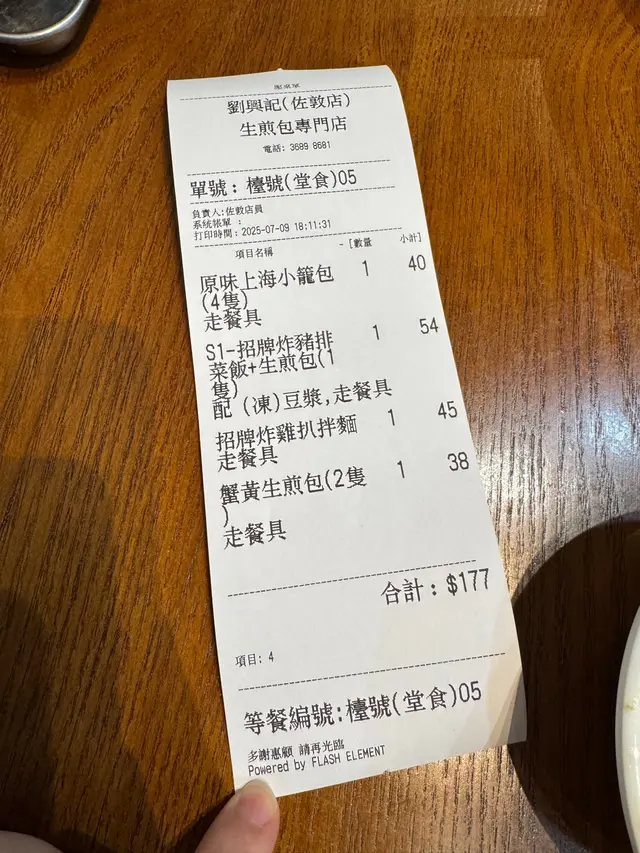 劉興記(佐敦店)
生煎包專門店
電話: 3689 8681
單號: 檯號(堂食)05
負責人:佐敦店員
系統帳單 :
打印時間: 2025-07-09 18:11:31
項目名稱 - [數量 小計]
原味上海小籠包 1 40
(4隻)
走餐具
S1-招牌炸豬排 1 54
菜飯+生煎包(1
隻)
配 (凍)豆漿,走餐具
招牌炸雞扒拌麵 1 45
走餐具
蟹黃生煎包(2隻 1 38
)
走餐具
合計: $177
項目: 4
等餐編號:檯號(堂食)05
多謝惠顧 請再光臨
Powered by FLASH ELEMENT